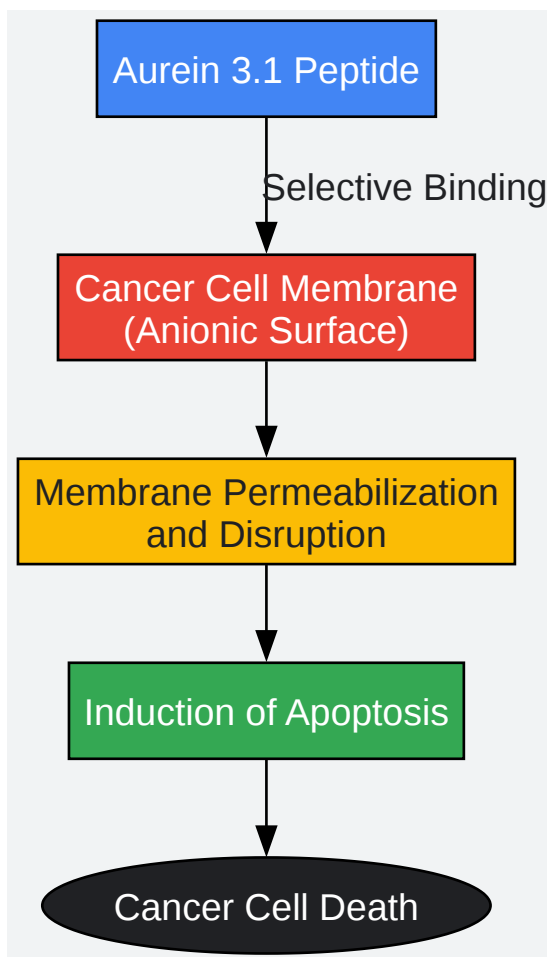 Aurein 3.1 Peptide
Selective Binding
Cancer Cell Membrane
(Anionic Surface)
Membrane Permeabilization
and Disruption
Induction of Apoptosis
Cancer Cell Death